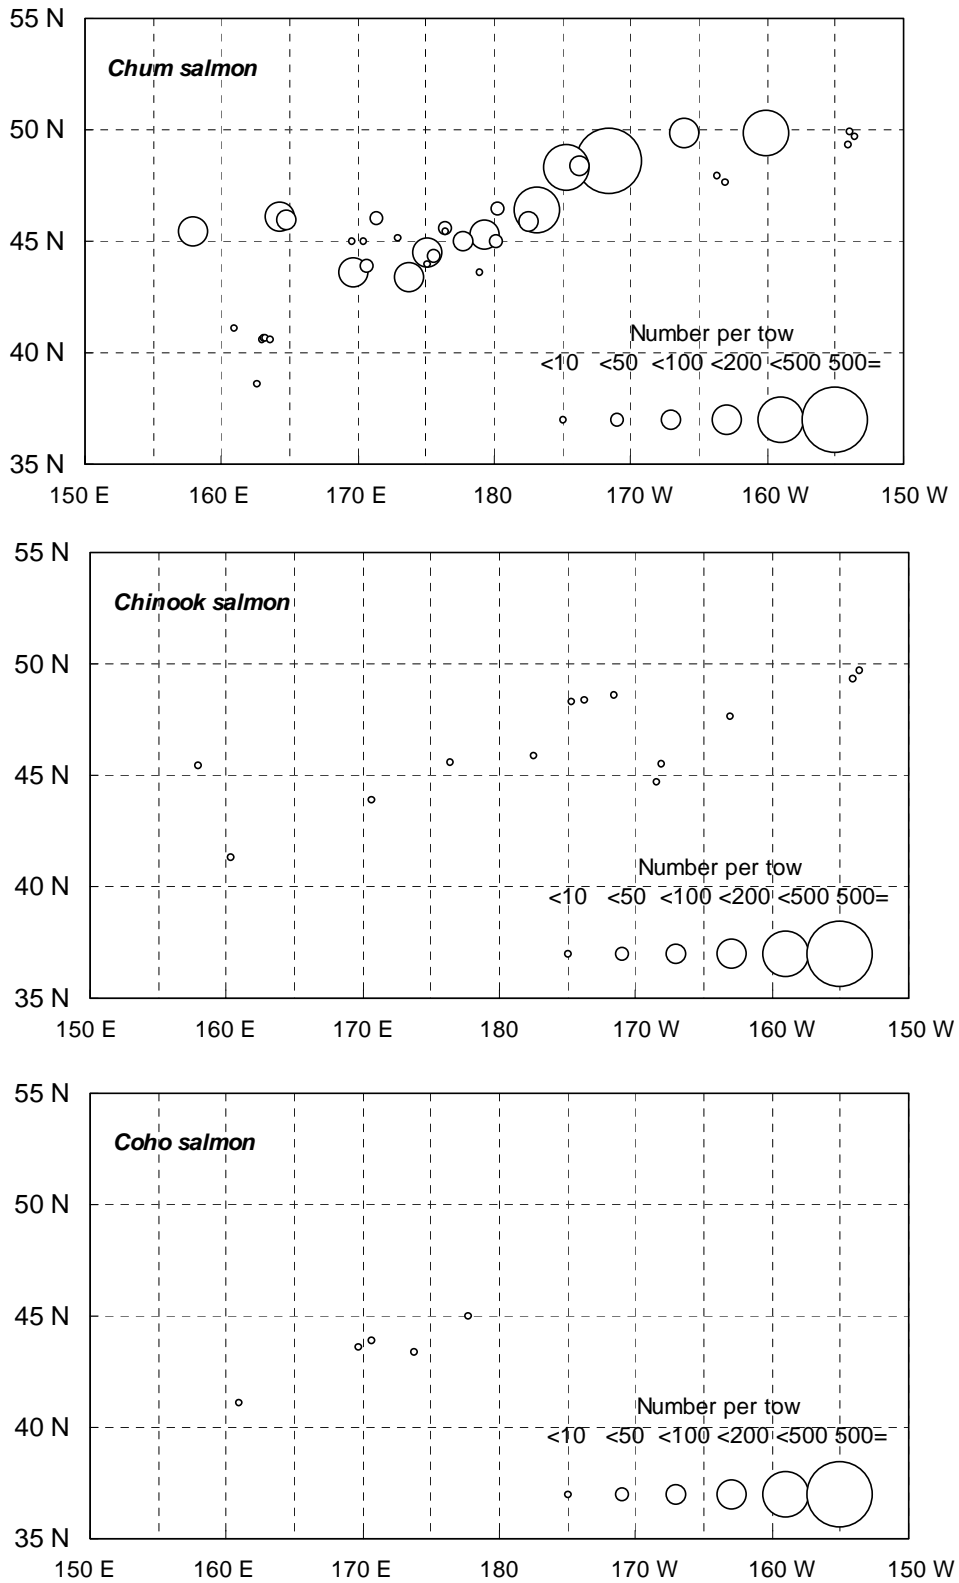 55 N
Chum salmon
50 N
45 N
Number per tow
40 N
<10 <50 <100 <200 <500 500=
35 N
150 E 160 E 170 E 180 170 W 160 W 150 W
55 N
Chinook salmon
50 N
45 N
Number per tow
40 N
<10 <50 <100 <200 <500 500=
35 N
150 E 160 E 170 E 180 170 W 160 W 150 W
55 N
Coho salmon
50 N
45 N
Number per tow
40 N
<10 <50 <100 <200 <500 500=
35 N
150 E 160 E 170 E 180 170 W 160 W 150 W